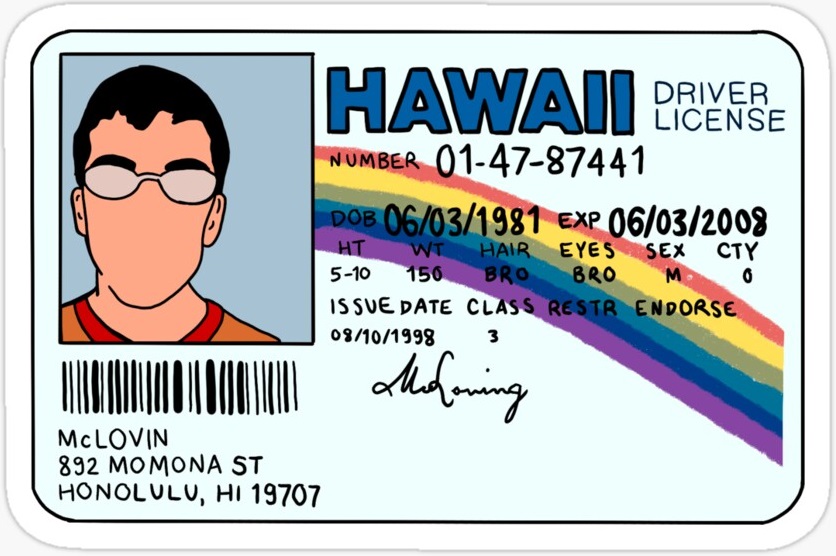 HAWAII DRIVER LICENSE
NUMBER 01-47-87441
DOB 06/03/1981 EXP 06/03/2008
HT WT HAIR EYES SEX CTY
5-10 150 BRO BRO M 0
ISSUE DATE CLASS RESTR ENDORSE
08/10/1998 3
McLoving
McLOVIN
892 MOMONA ST
HONOLULU, HI 19707